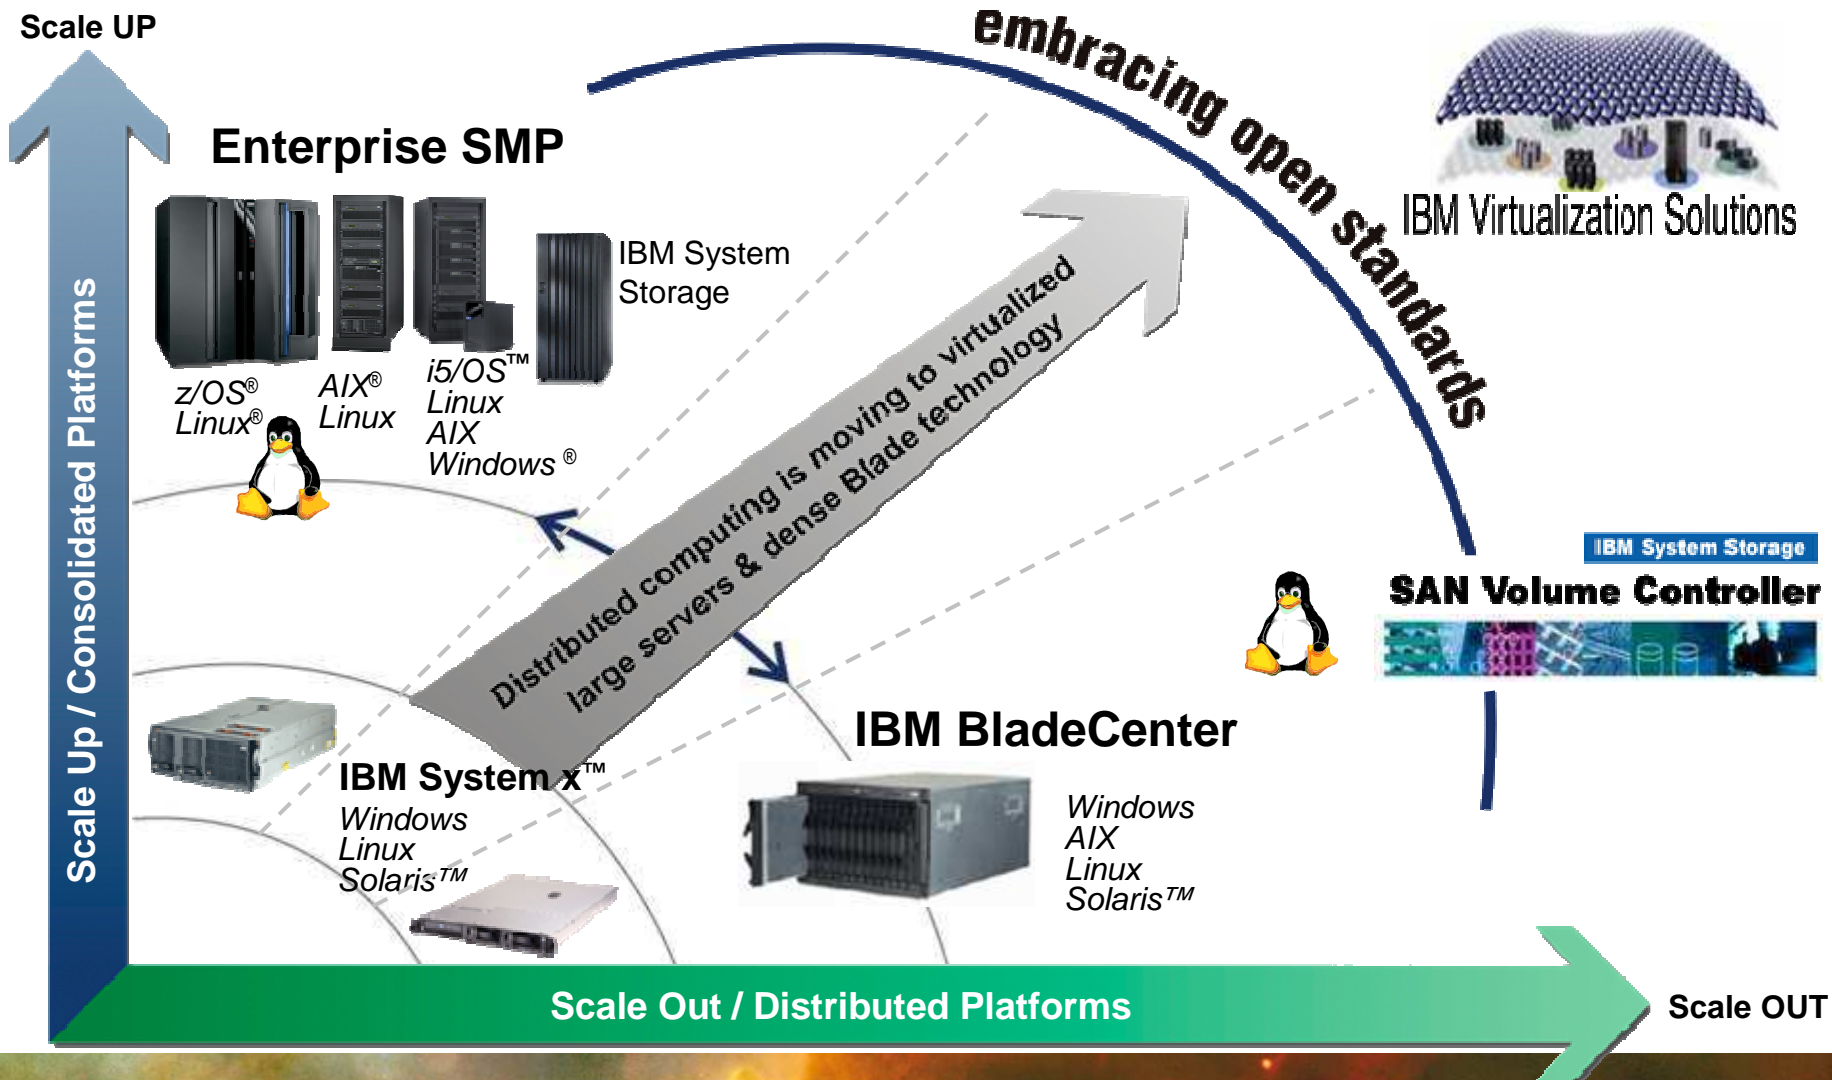 Scale UP
embracing open standards
Enterprise SMP
IBM Virtualization Solutions
IBM System
Storage
z/OS®
Linux®
AIX®
Linux
i5/OS™
Linux
AIX
Windows ®
Distributed computing is moving to virtualized
large servers & dense Blade technology
Scale Up / Consolidated Platforms
IBM System Storage
SAN Volume Controller
IBM System x™
Windows
Linux
Solaris™
IBM BladeCenter
Windows
AIX
Linux
Solaris™
Scale Out / Distributed Platforms
Scale OUT